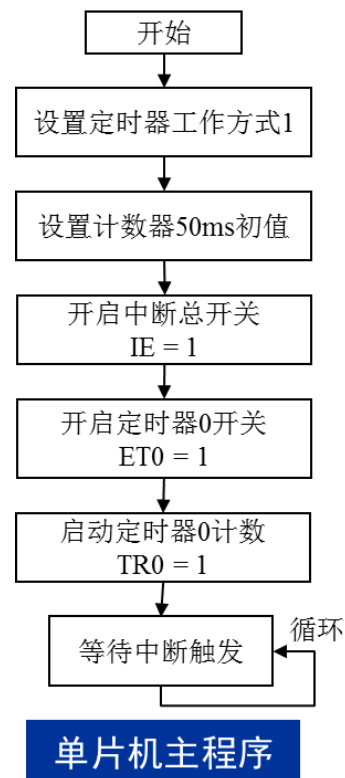 开始
设置定时器工作方式1
设置计数器50ms初值
开启中断总开关
IE = 1
开启定时器0开关
ET0 = 1
启动定时器0计数
TR0 = 1
等待中断触发
循环
单片机主程序